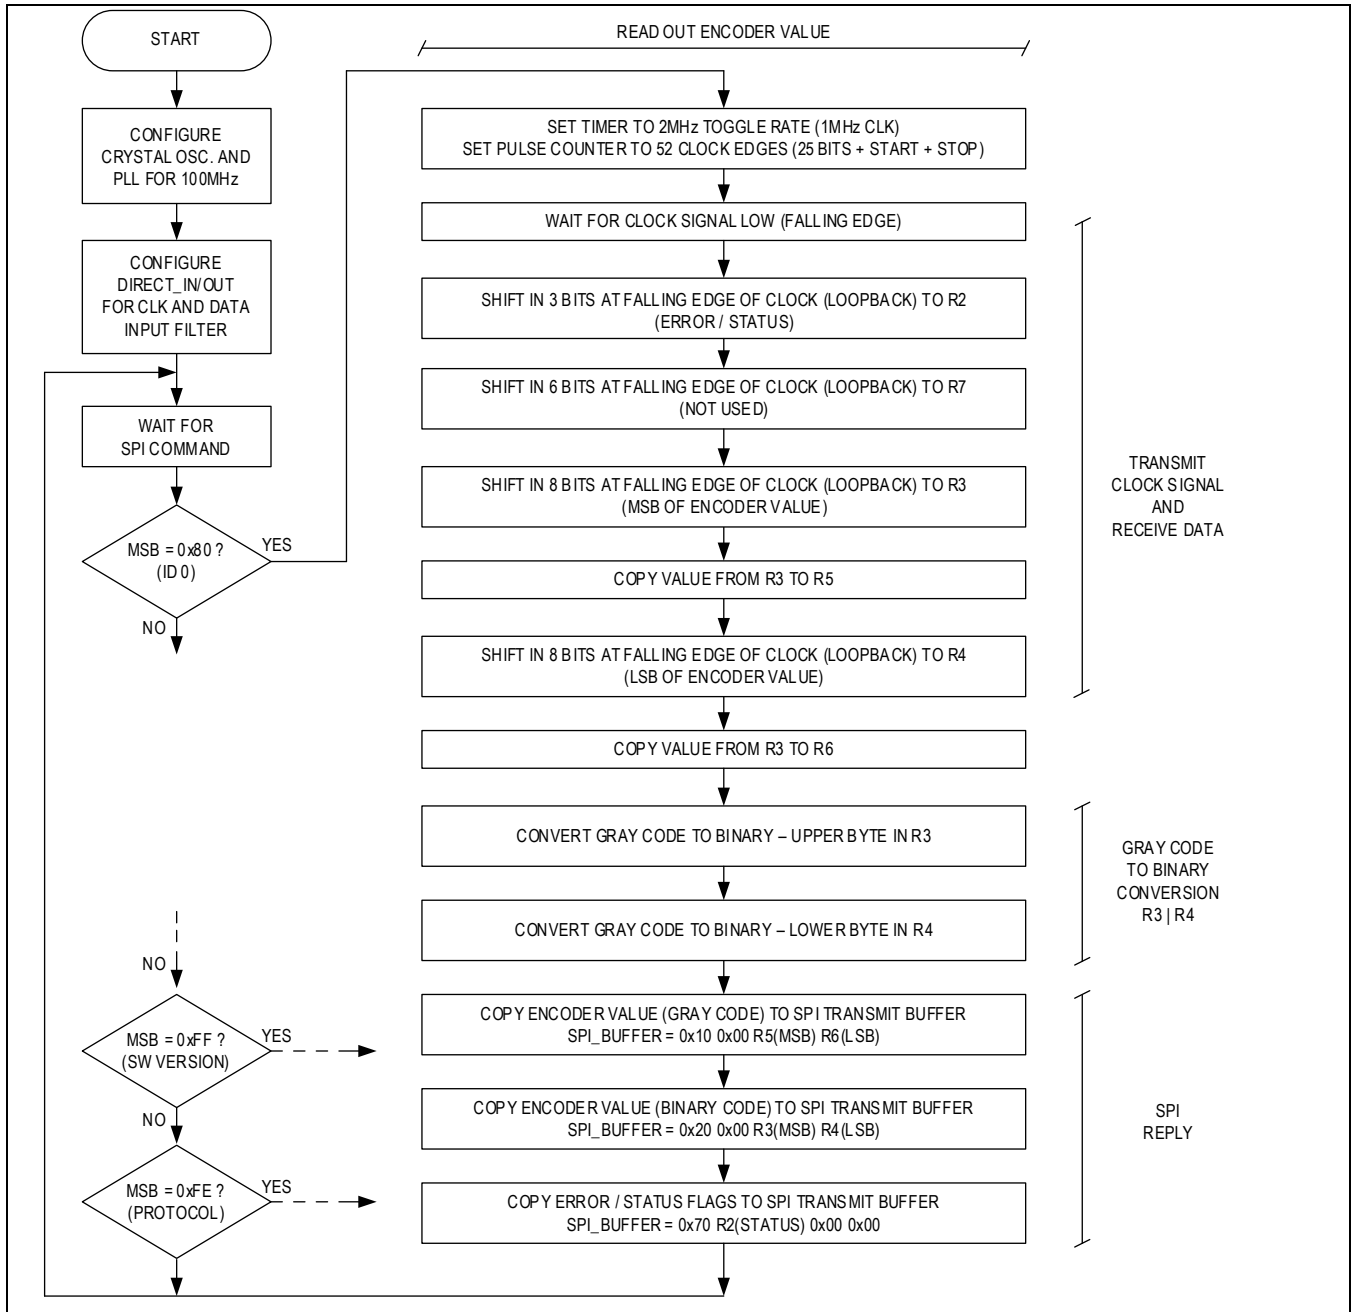 START
CONFIGURE
CRYSTAL OSC. AND
PLL FOR 100MHz
CONFIGURE
DIRECT_IN/OUT
FOR CLK AND DATA
INPUT FILTER
WAIT FOR
SPI COMMAND
MSB = 0x80 ?
(ID 0)
YES
NO
NO
MSB = 0xFF ?
(SW VERSION)
YES
NO
MSB = 0xFE ?
(PROTOCOL)
YES
READ OUT ENCODER VALUE
SET TIMER TO 2MHz TOGGLE RATE (1MHz CLK)
SET PULSE COUNTER TO 52 CLOCK EDGES (25 BITS + START + STOP)
WAIT FOR CLOCK SIGNAL LOW (FALLING EDGE)
SHIFT IN 3 BITS AT FALLING EDGE OF CLOCK (LOOPBACK) TO R2
(ERROR / STATUS)
SHIFT IN 6 BITS AT FALLING EDGE OF CLOCK (LOOPBACK) TO R7
(NOT USED)
SHIFT IN 8 BITS AT FALLING EDGE OF CLOCK (LOOPBACK) TO R3
(MSB OF ENCODER VALUE)
COPY VALUE FROM R3 TO R5
SHIFT IN 8 BITS AT FALLING EDGE OF CLOCK (LOOPBACK) TO R4
(LSB OF ENCODER VALUE)
COPY VALUE FROM R3 TO R6
CONVERT GRAY CODE TO BINARY – UPPER BYTE IN R3
CONVERT GRAY CODE TO BINARY – LOWER BYTE IN R4
COPY ENCODER VALUE (GRAY CODE) TO SPI TRANSMIT BUFFER
SPI_BUFFER = 0x10 0x00 R5(MSB) R6(LSB)
COPY ENCODER VALUE (BINARY CODE) TO SPI TRANSMIT BUFFER
SPI_BUFFER = 0x20 0x00 R3(MSB) R4(LSB)
COPY ERROR / STATUS FLAGS TO SPI TRANSMIT BUFFER
SPI_BUFFER = 0x70 R2(STATUS) 0x00 0x00
TRANSMIT
CLOCK SIGNAL
AND
RECEIVE DATA
GRAY CODE
TO BINARY
CONVERSION
R3 | R4
SPI
REPLY